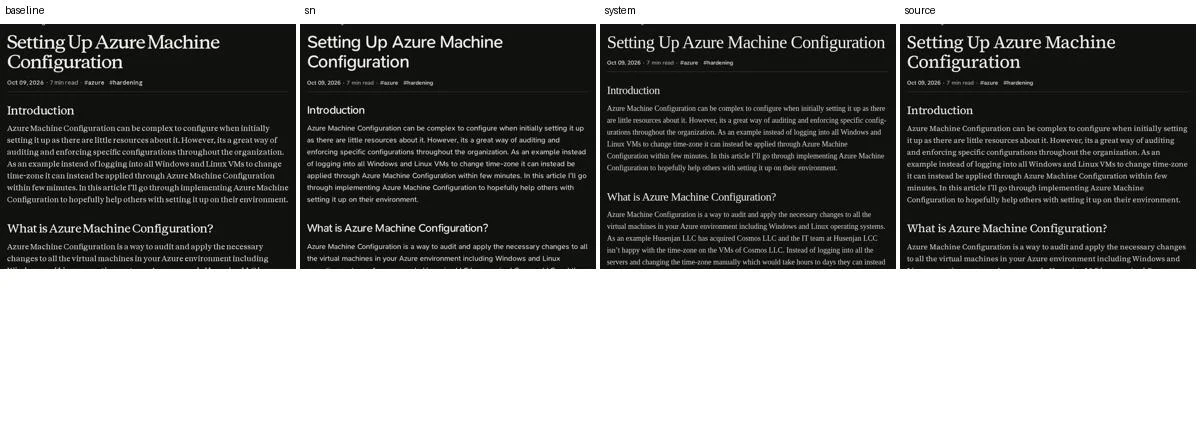 baseline
Setting Up Azure Machine
Configuration
Oct 09, 2026 · 7 min read · #azure #hardening
Introduction
Azure Machine Configuration can be complex to configure when initially
setting it up as there are little resources about it. However, its a great way of
auditing and enforcing specific configurations throughout the organization.
As an example instead of logging into all Windows and Linux VMs to change
time-zone it can instead be applied through Azure Machine Configuration
within few minutes. In this article I'll go through implementing Azure Machine
Configuration to hopefully help others with setting it up on their environment.
What is Azure Machine Configuration?
Azure Machine Configuration is a way to audit and apply the necessary
changes to all the virtual machines in your Azure environment including
sn
Setting Up Azure Machine
Configuration
Oct 09, 2026 · 7 min read · #azure #hardening
Introduction
Azure Machine Configuration can be complex to configure when initially setting it up
as there are little resources about it. However, its a great way of auditing and
enforcing specific configurations throughout the organization. As an example instead
of logging into all Windows and Linux VMs to change time-zone it can instead be
applied through Azure Machine Configuration within few minutes. In this article I'll go
through implementing Azure Machine Configuration to hopefully help others with
setting it up on their environment.
What is Azure Machine Configuration?
Azure Machine Configuration is a way to audit and apply the necessary changes to all
the virtual machines in your Azure environment including Windows and Linux
system
Setting Up Azure Machine Configuration
Oct 09, 2026 · 7 min read · #azure #hardening
Introduction
Azure Machine Configuration can be complex to configure when initially setting it up as there
are little resources about it. However, its a great way of auditing and enforcing specific config-
urations throughout the organization. As an example instead of logging into all Windows and
Linux VMs to change time-zone it can instead be applied through Azure Machine
Configuration within few minutes. In this article I'll go through implementing Azure Machine
Configuration to hopefully help others with setting it up on their environment.
What is Azure Machine Configuration?
Azure Machine Configuration is a way to audit and apply the necessary changes to all the
virtual machines in your Azure environment including Windows and Linux operating systems.
As an example Husenjan LLC has acquired Cosmos LLC and the IT team at Husenjan LLC
isn't happy with the time-zone on the VMs of Cosmos LLC. Instead of logging into all the
servers and changing the time-zone manually which would take hours to days they can instead
source
Setting Up Azure Machine
Configuration
Oct 09, 2026 · 7 min read · #azure #hardening
Introduction
Azure Machine Configuration can be complex to configure when initially setting
it up as there are little resources about it. However, its a great way of auditing
and enforcing specific configurations throughout the organization. As an
example instead of logging into all Windows and Linux VMs to change time-zone
it can instead be applied through Azure Machine Configuration within few
minutes. In this article I'll go through implementing Azure Machine
Configuration to hopefully help others with setting it up on their environment.
What is Azure Machine Configuration?
Azure Machine Configuration is a way to audit and apply the necessary changes
to all the virtual machines in your Azure environment including Windows and